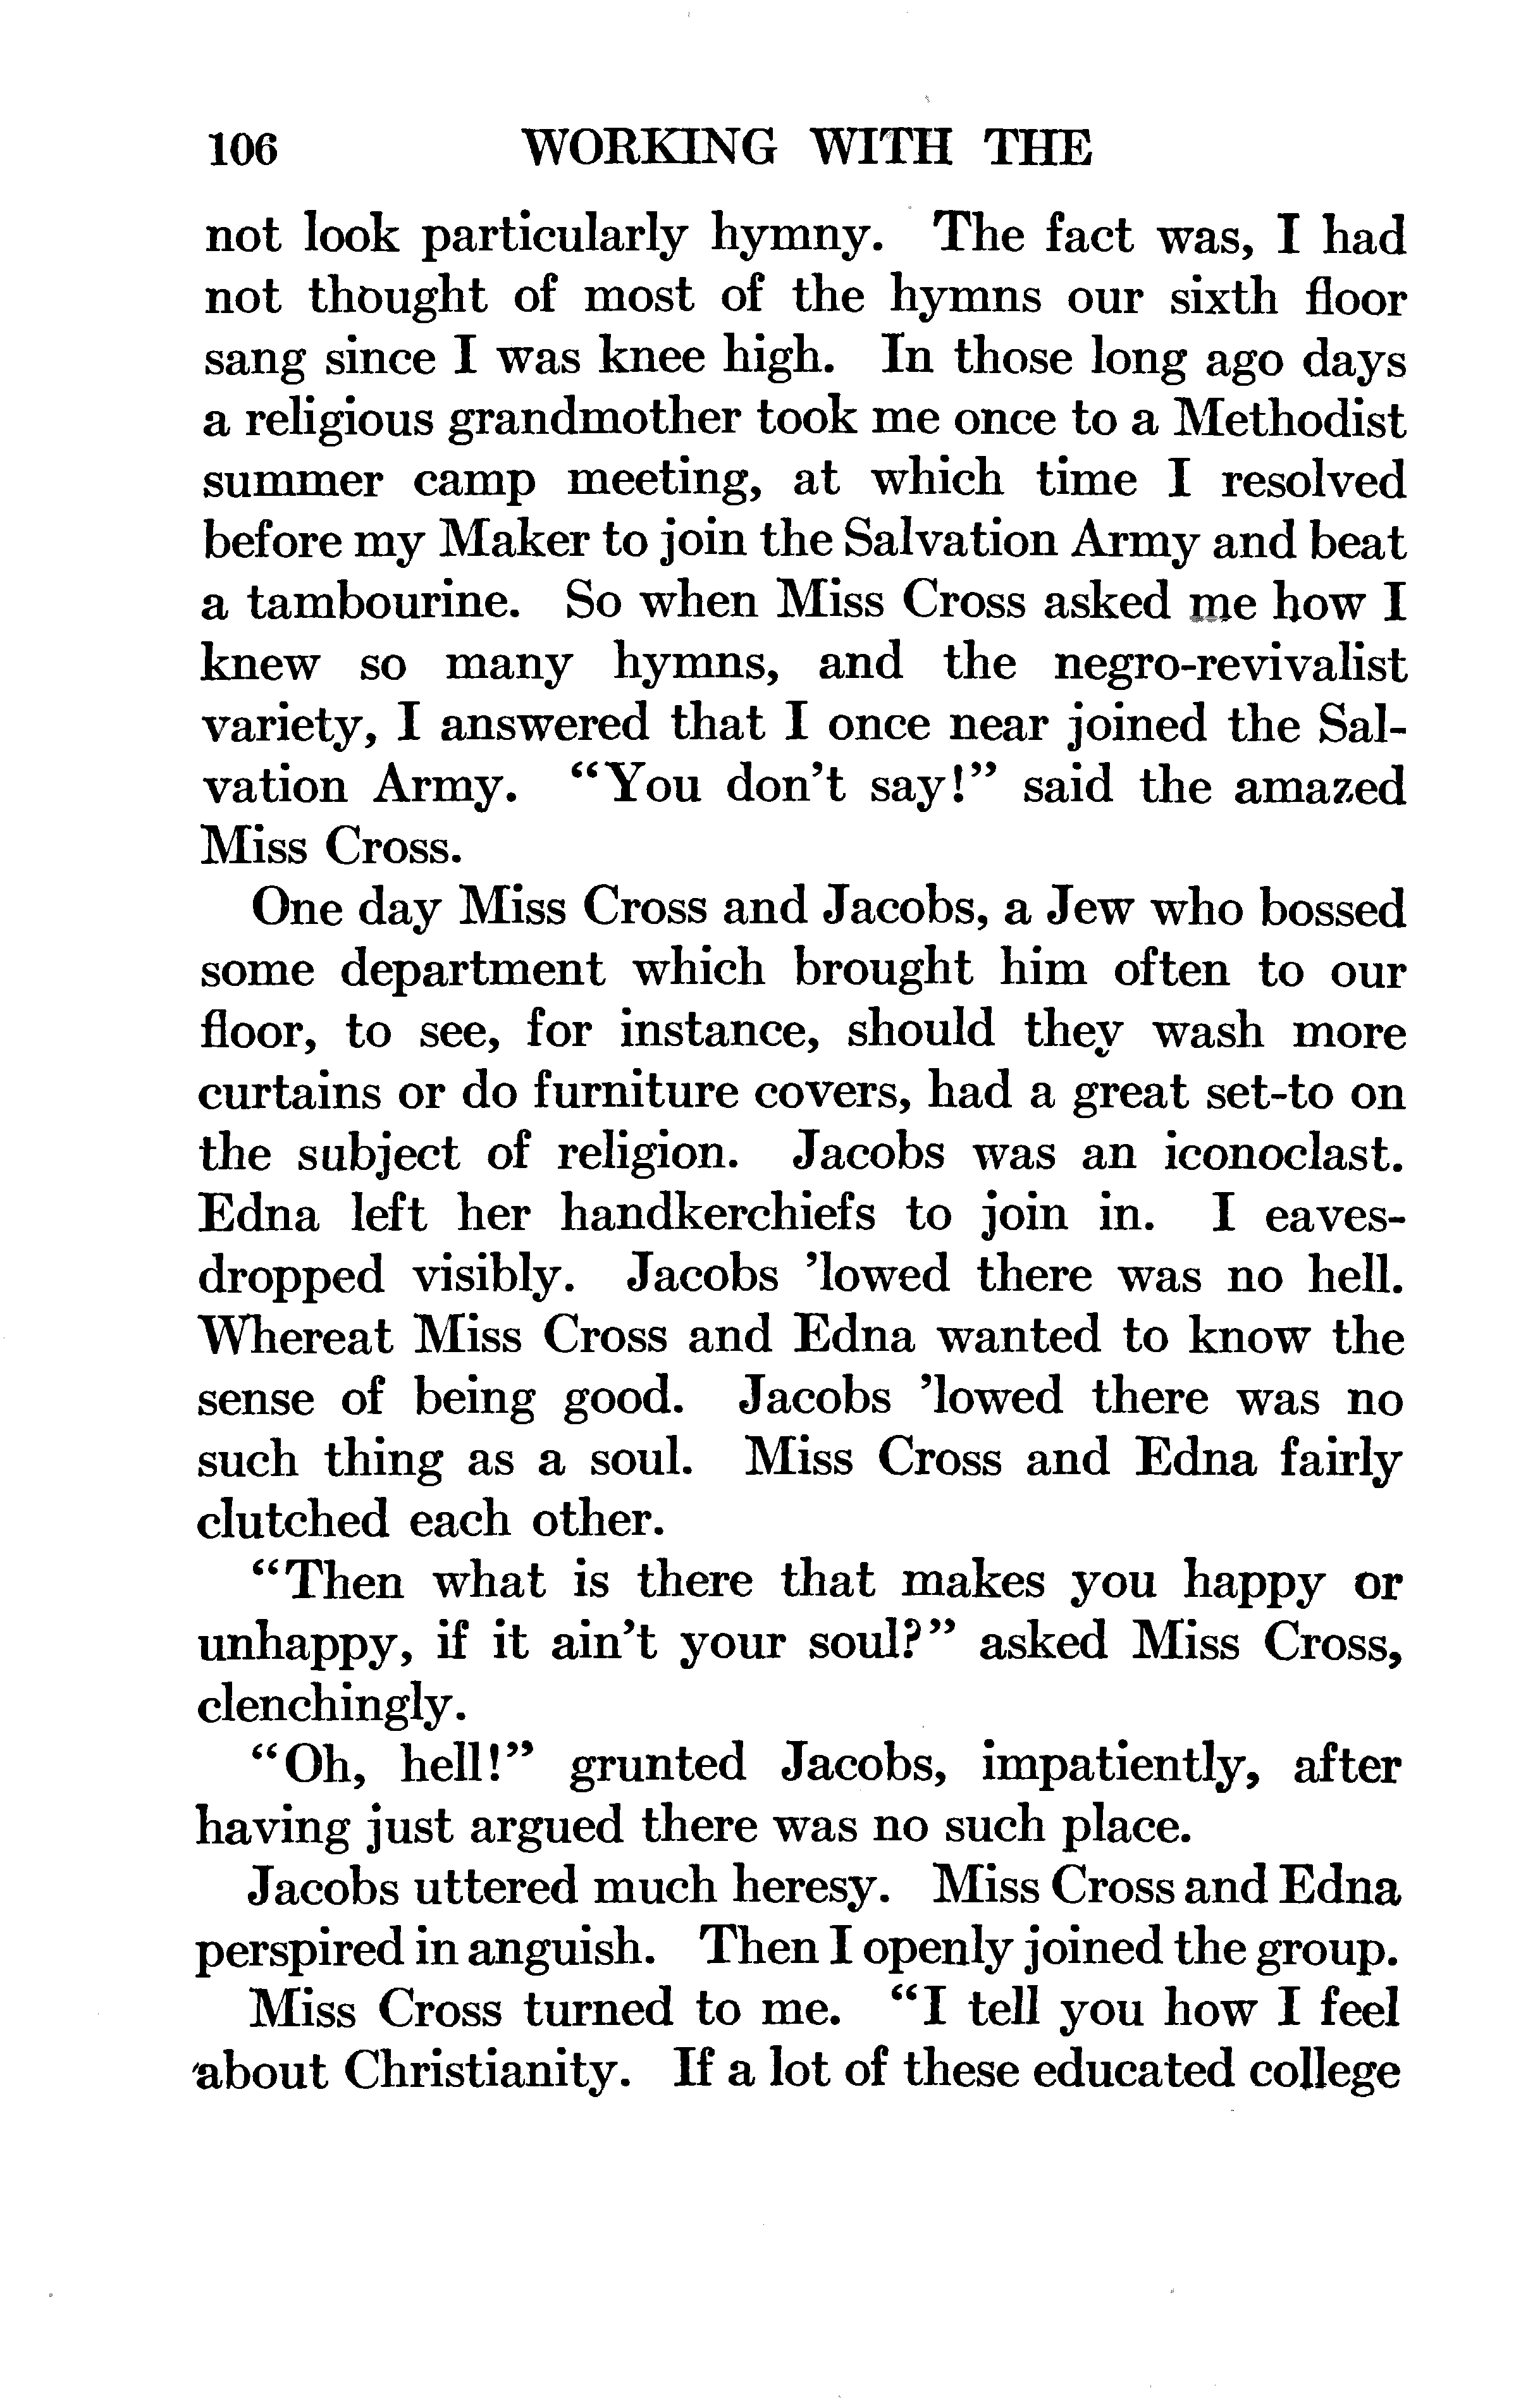 106 WORKING WITH THE
not look particularly hymny. The fact was, I had
not thought of most of the hymns our sixth floor
sang since I was knee high. In those long ago days
a religious grandmother took me once to a Methodist
summer camp meeting, at which time I resolved
before my Maker to join the Salvation Army and beat
a tambourine. So when Miss Cross asked me how I
knew so many hymns, and the negro-revivalist
variety, I answered that I once near joined the Sal-
vation Army. “You don’t say!” said the amazed
Miss Cross.
One day Miss Cross and Jacobs, a Jew who bossed
some department which brought him often to our
floor, to see, for instance, should they wash more
curtains or do furniture covers, had a great set-to on
the subject of religion. Jacobs was an iconoclast.
Edna left her handkerchiefs to join in. I eaves-
dropped visibly. Jacobs ’lowed there was no hell.
Whereat Miss Cross and Edna wanted to know the
sense of being good. Jacobs ’lowed there was no
such thing as a soul. Miss Cross and Edna fairly
clutched each other.
“Then what is there that makes you happy or
unhappy, if it ain’t your soul?” asked Miss Cross,
clenchingly.
“Oh, hell!” grunted Jacobs, impatiently, after
having just argued there was no such place.
Jacobs uttered much heresy. Miss Cross and Edna
perspired in anguish. Then I openly joined the group.
Miss Cross turned to me. “I tell you how I feel
about Christianity. If a lot of these educated college